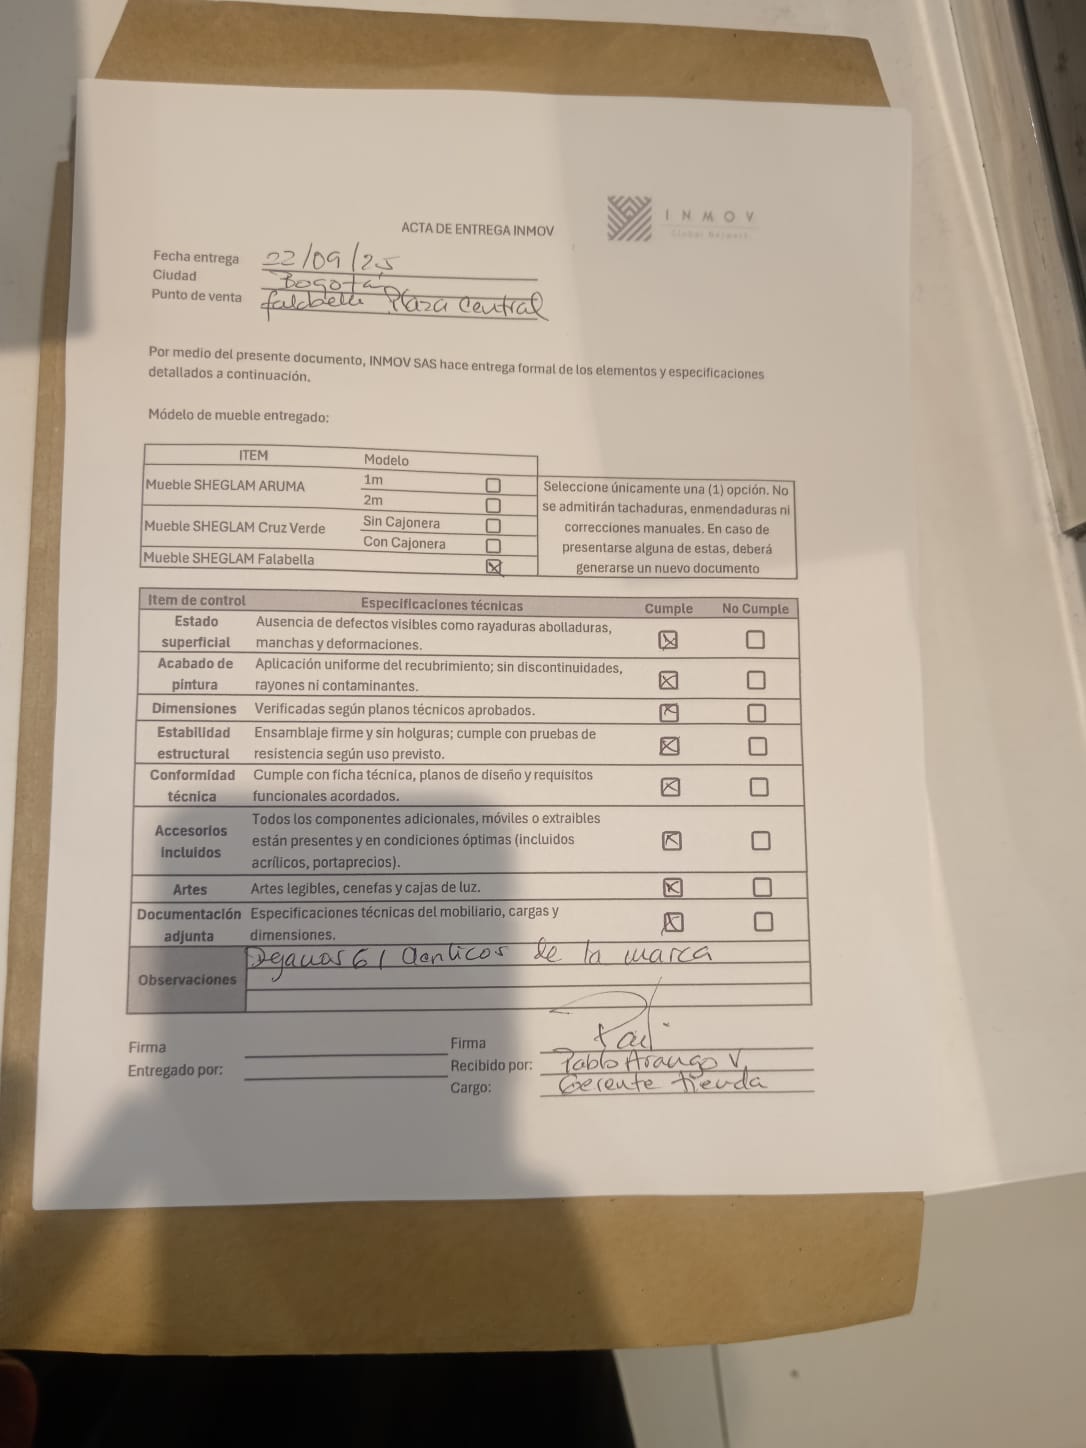 INMOV
Global Network
ACTA DE ENTREGA INMOV
Fecha entrega 22/09/25
Ciudad Bogotá
Punto de venta falabella Plaza Central
Por medio del presente documento, INMOV SAS hace entrega formal de los elementos y especificaciones
detallados a continuación.
Módelo de mueble entregado:
ITEM Modelo
Mueble SHEGLAM ARUMA 1m
2m
Mueble SHEGLAM Cruz Verde Sin Cajonera
Con Cajonera
Mueble SHEGLAM Falabella
Seleccione únicamente una (1) opción. No
se admitirán tachaduras, enmendaduras ni
correcciones manuales. En caso de
presentarse alguna de estas, deberá
generarse un nuevo documento
Item de control Especificaciones técnicas Cumple No Cumple
Estado superficial
Ausencia de defectos visibles como rayaduras abolladuras,
manchas y deformaciones.
Acabado de pintura
Aplicación uniforme del recubrimiento; sin discontinuidades,
rayones ni contaminantes.
Dimensiones Verificadas según planos técnicos aprobados.
Estabilidad estructural
Ensamblaje firme y sin holguras; cumple con pruebas de
resistencia según uso previsto.
Conformidad técnica
Cumple con ficha técnica, planos de diseño y requisitos
funcionales acordados.
Accesorios incluidos
Todos los componentes adicionales, móviles o extraibles
están presentes y en condiciones óptimas (incluidos
acrílicos, portaprecios).
Artes Artes legibles, cenefas y cajas de luz.
Documentación adjunta
Especificaciones técnicas del mobiliario, cargas y
dimensiones.
Observaciones 61 de la marca
Firma
Entregado por:
Firma
Recibido por: Pablo Arango V.
Cargo: Gerente tienda